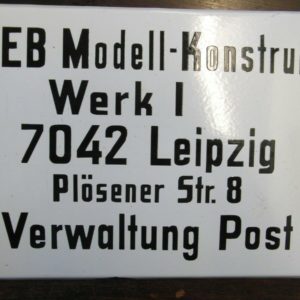 EB Modell-Konstru
Werk I
7042 Leipzig
Plösener Str. 8
Verwaltung Post